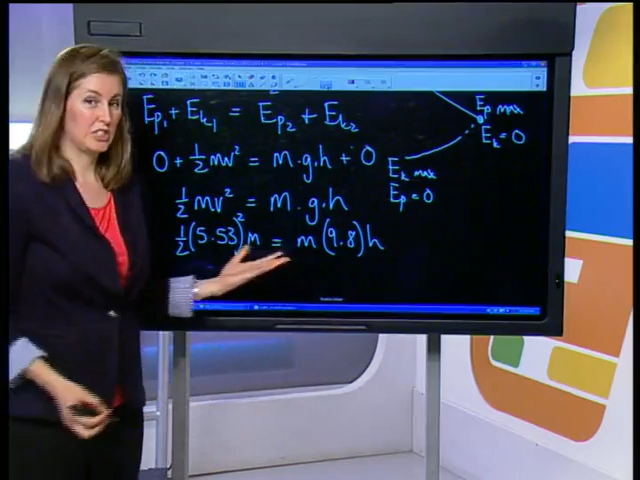 Ep₁ + Ek₁ = Ep₂ + Ek₂
0 + ½mv² = m.g.h + 0
½mv² = m.g.h
½(5.53)²m = m(9.8)h
Ep max
Ek = 0
Ek max
Ep = 0